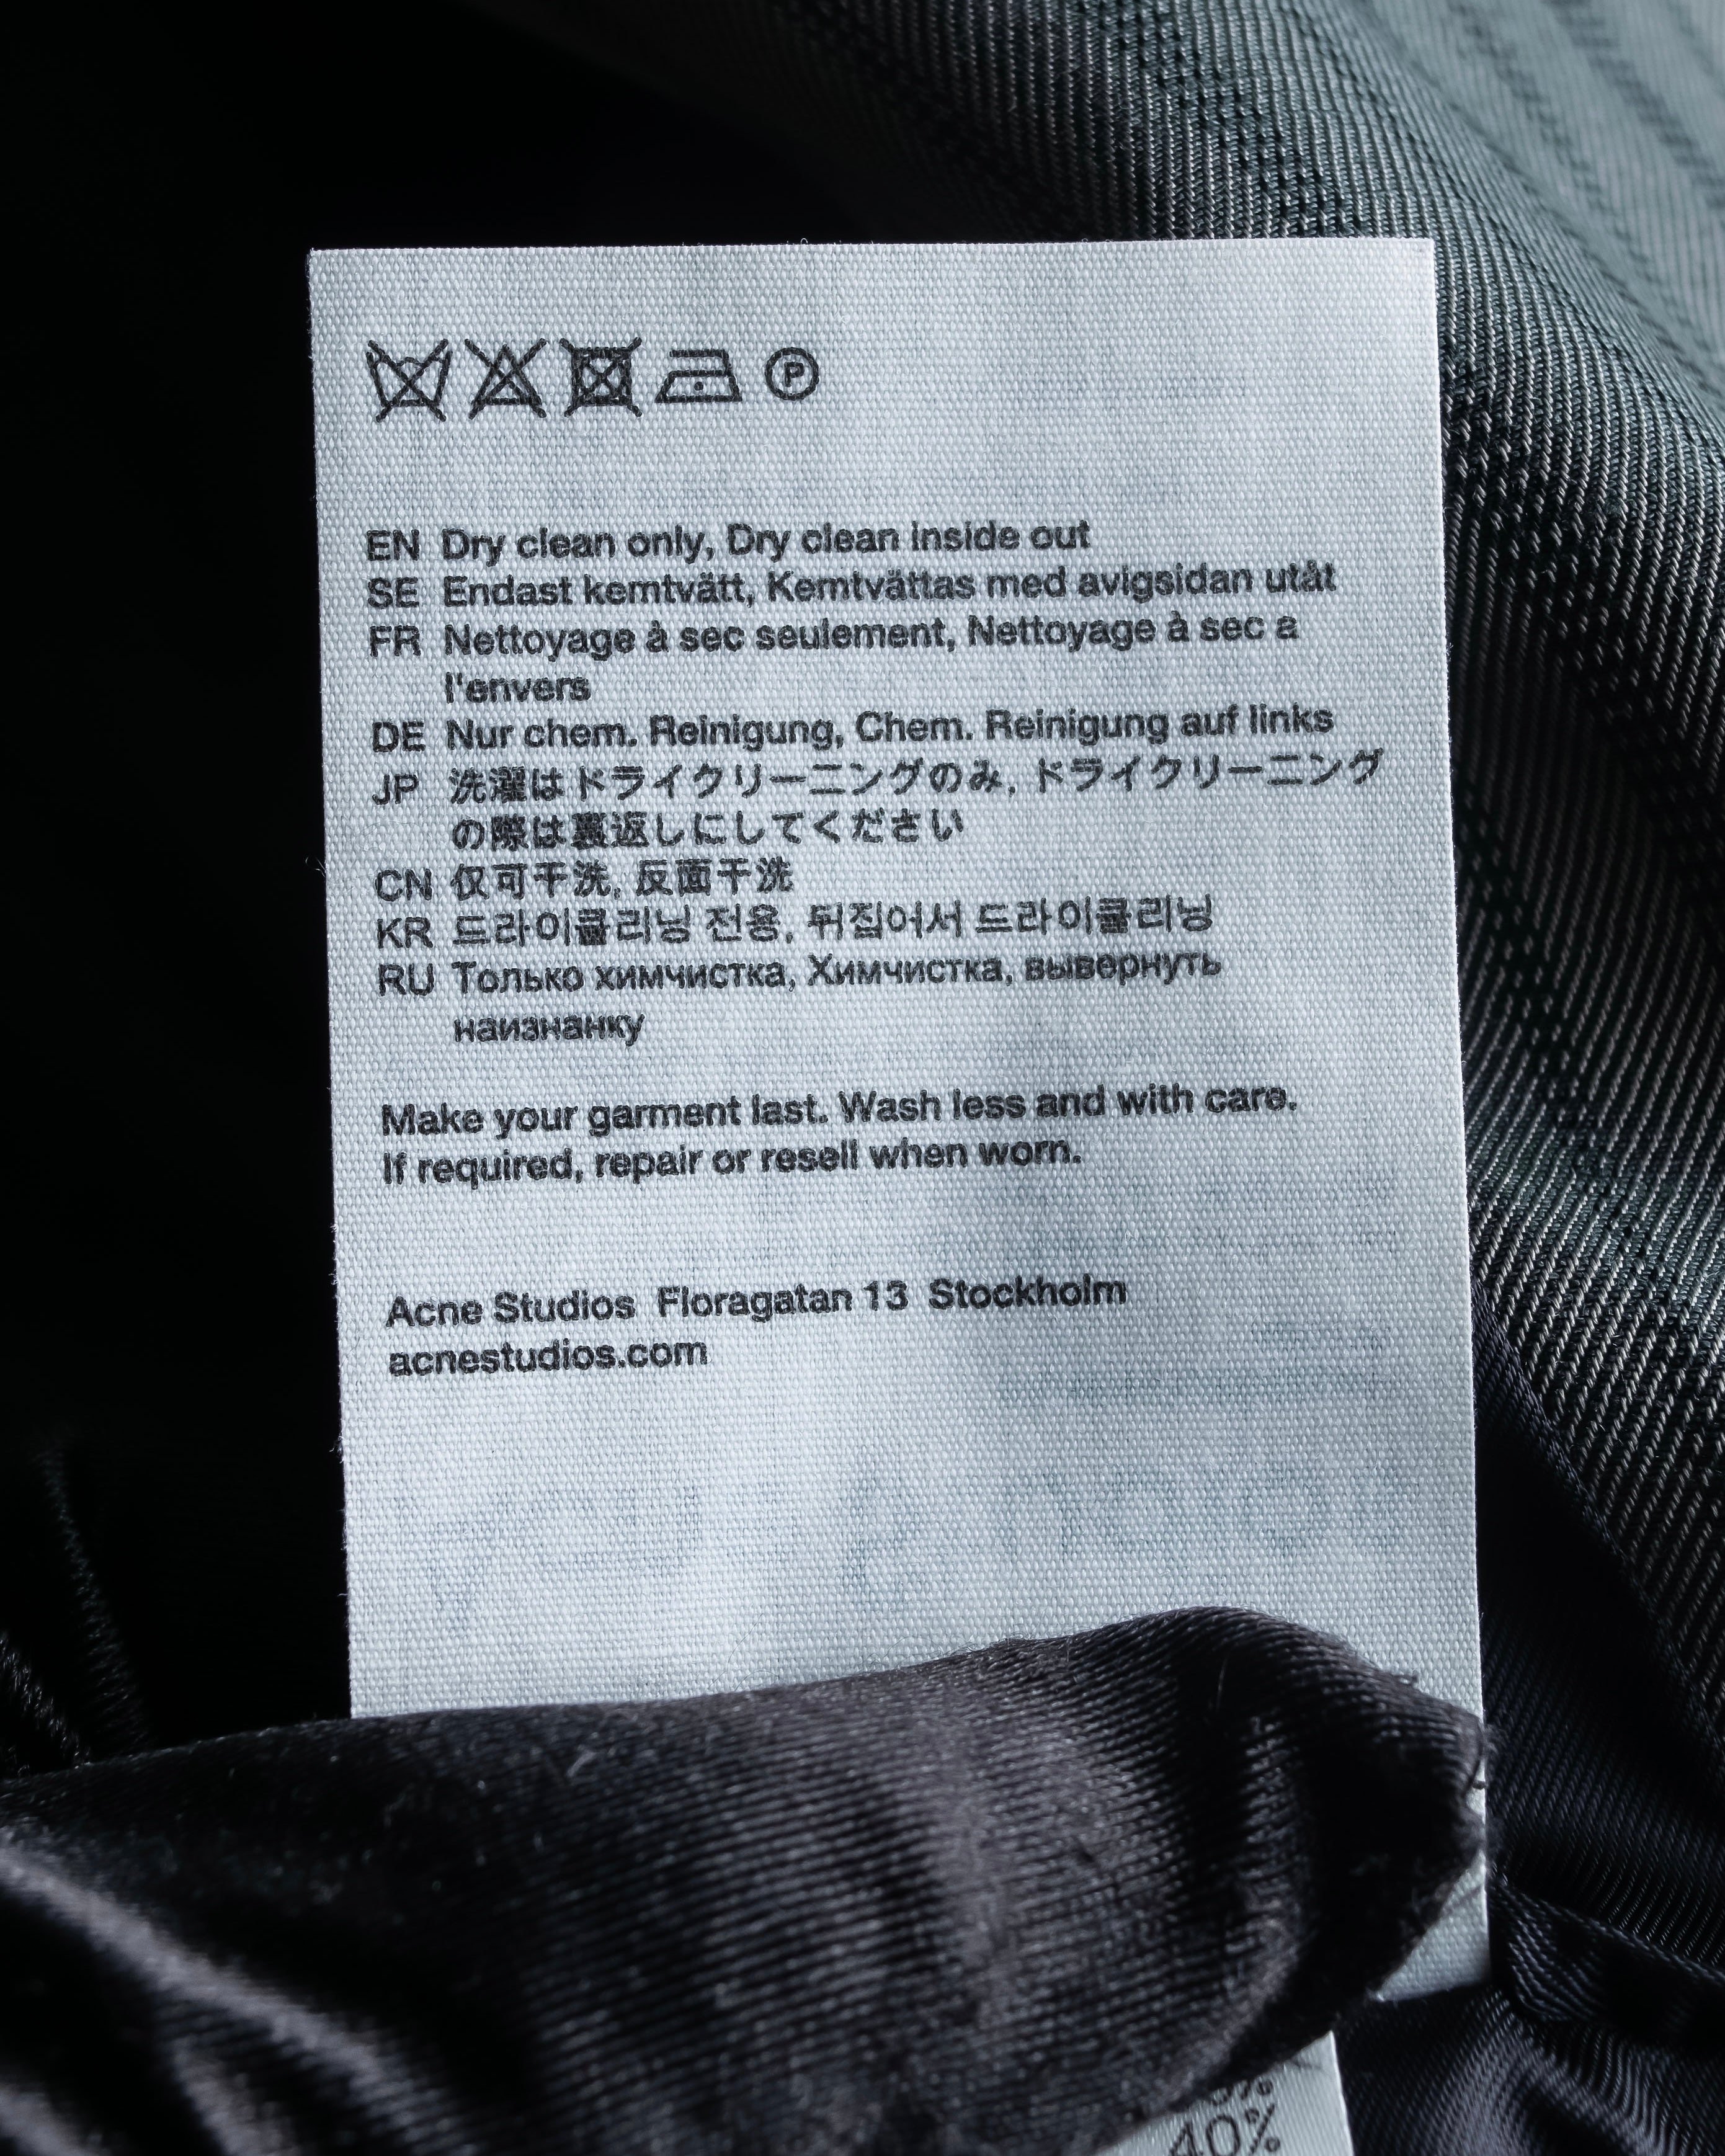 P
EN Dry clean only, Dry clean inside out
SE Endast kemtvätt, Kemtvättas med avigsidan utåt
FR Nettoyage à sec seulement, Nettoyage à sec a
l'envers
DE Nur chem. Reinigung, Chem. Reinigung auf links
JP 洗濯はドライクリーニングのみ, ドライクリーニング
の際は裏返しにしてください
CN 仅可干洗, 反面干洗
KR 드라이클리닝 전용, 뒤집어서 드라이클리닝
RU Только химчистка, Химчистка, вывернуть
наизнанку
Make your garment last. Wash less and with care.
If required, repair or resell when worn.
Acne Studios Floragatan 13 Stockholm
acnestudios.com
40%